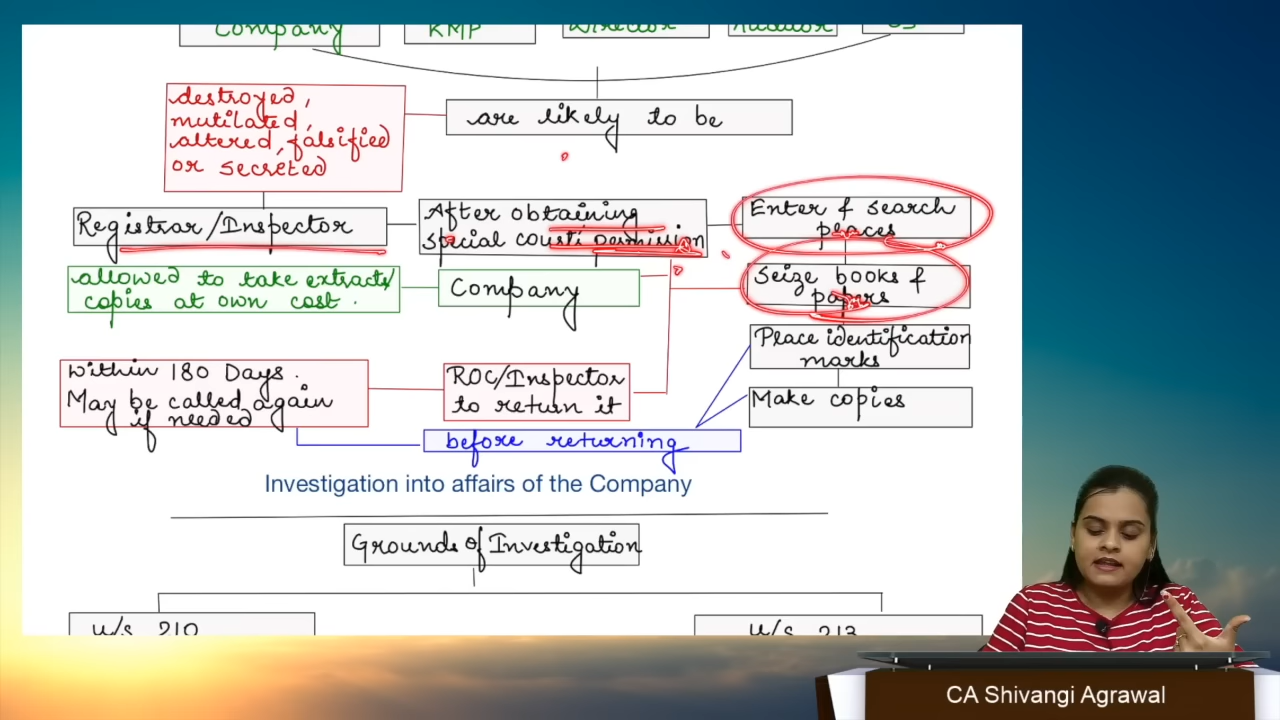 Company
KMP
Director
Auditor
CS
destroyed,
mutilated,
altered, falsified
or secreted
are likely to be
Registrar/Inspector
After obtaining
special court permission
Enter & search
places
allowed to take extracts/
copies at own cost.
Company
Seize books &
papers
Place identification
marks
Within 180 Days.
May be called again
if needed
ROC/Inspector
to return it
Make copies
before returning
Investigation into affairs of the Company
Grounds of Investigation
u/s 210
u/s 213
CA Shivangi Agrawal